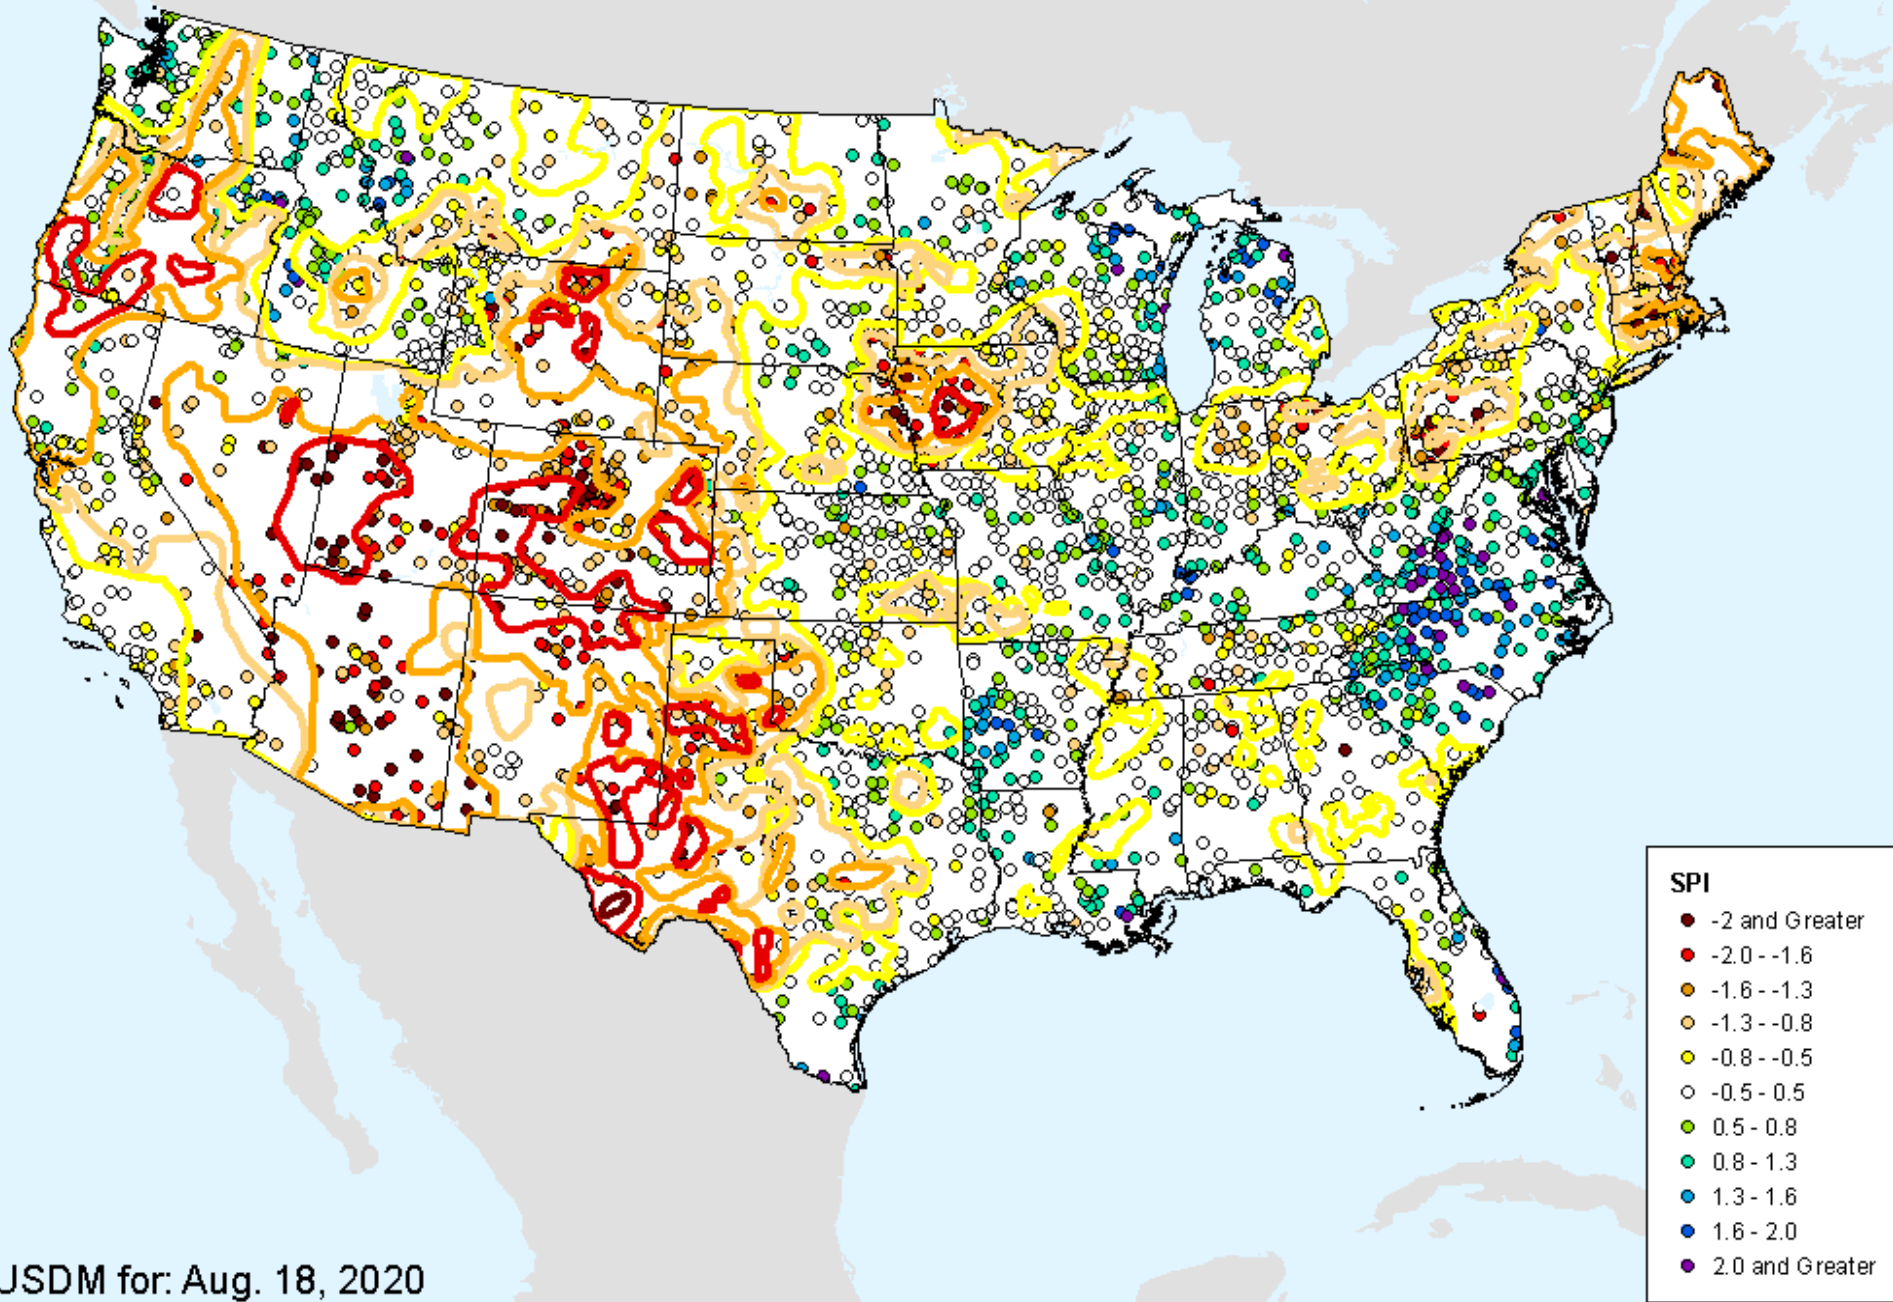 SPI
-2 and Greater
-2.0 - -1.6
-1.6 - -1.3
-1.3 - -0.8
-0.8 - -0.5
-0.5 - 0.5
0.5 - 0.8
0.8 - 1.3
1.3 - 1.6
1.6 - 2.0
2.0 and Greater
USDM for: Aug. 18, 2020